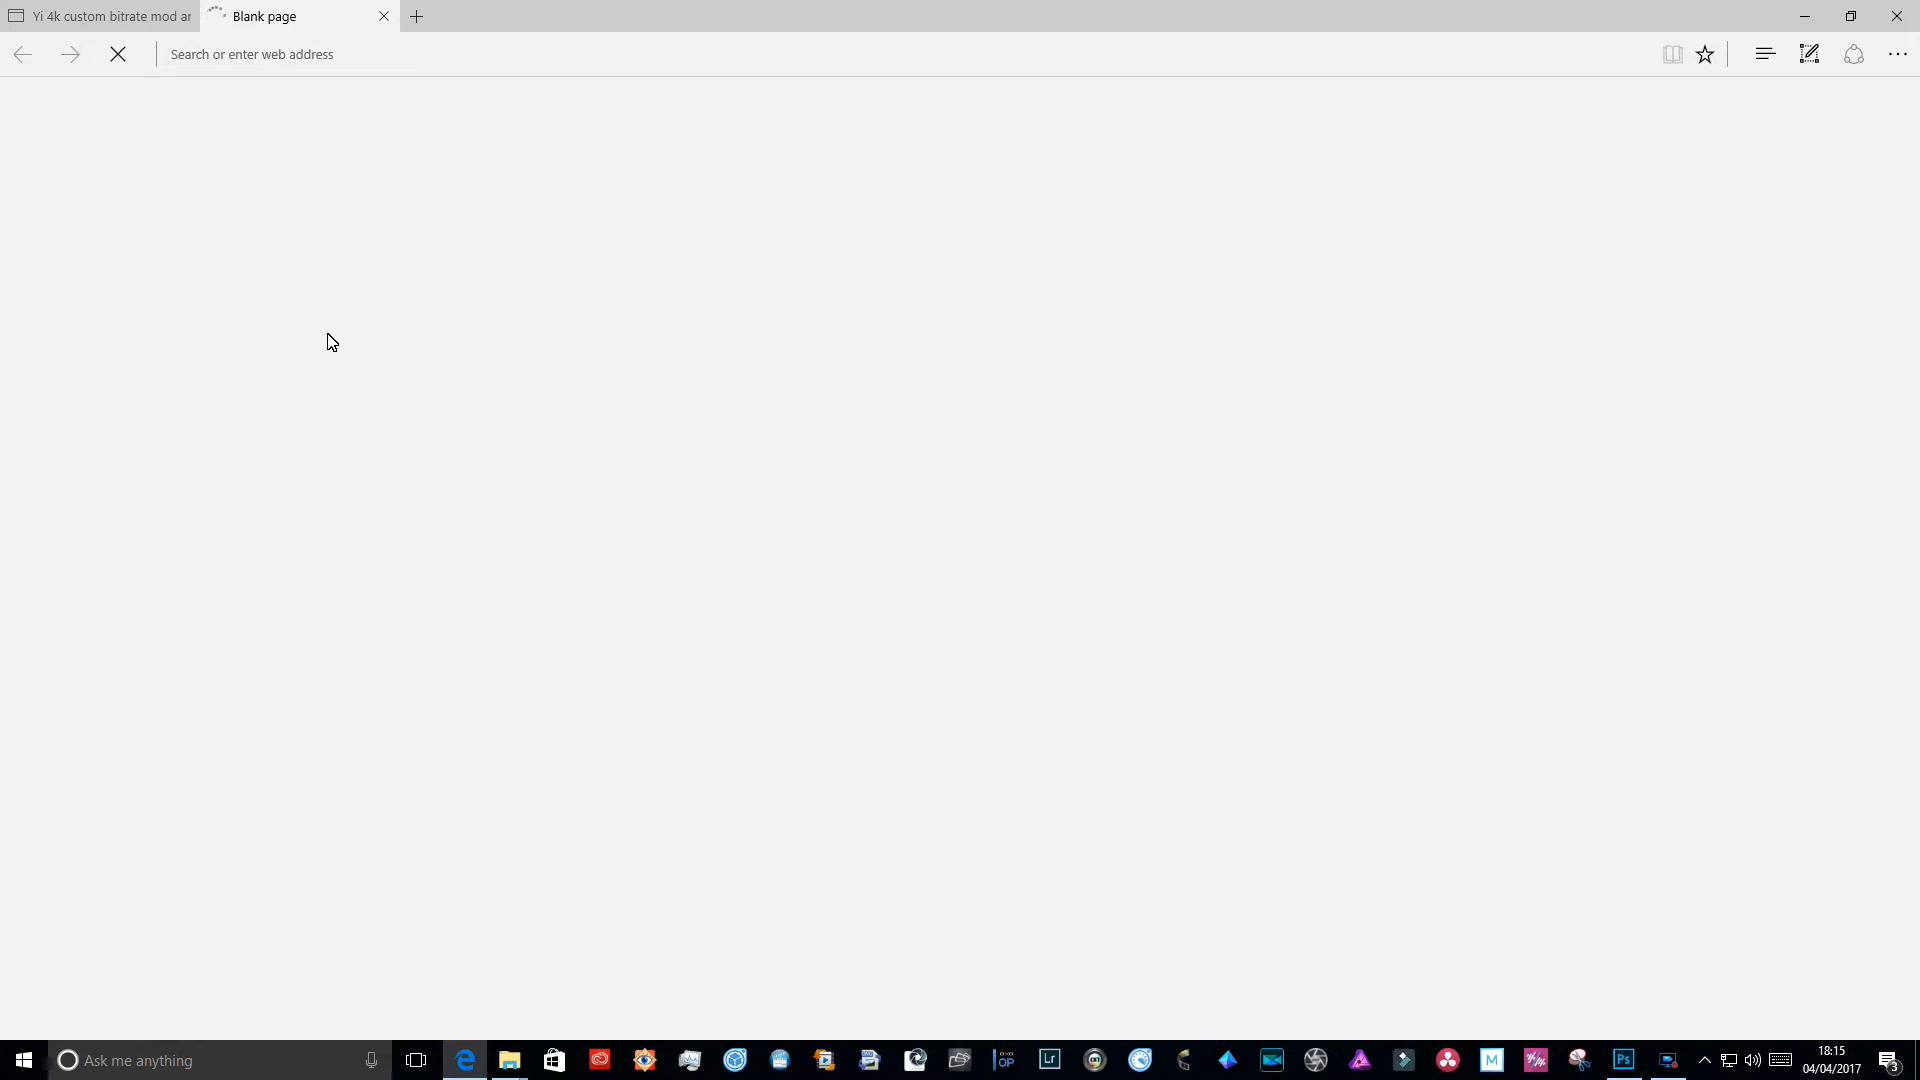 Yi 4k custom bitrate mod ar
Blank page
Search or enter web address
Ask me anything
OP
Lr
M
Ps
18:15
04/04/2017
3